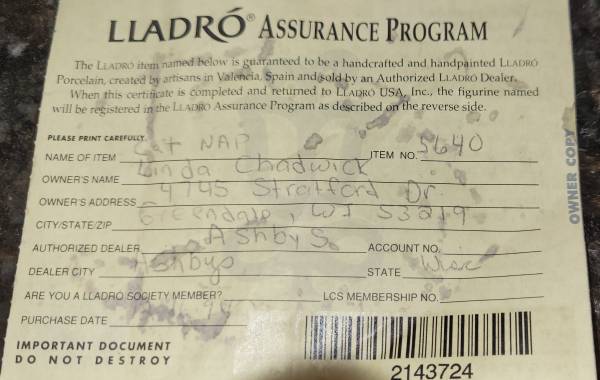 LLADRÓ® ASSURANCE PROGRAM
The LLADRÓ item named below is guaranteed to be a handcrafted and handpainted LLADRÓ
Porcelain, created by artisans in Valencia, Spain and sold by an Authorized LLADRÓ Dealer.
When this certificate is completed and returned to LLADRÓ USA, Inc., the figurine named
will be registered in the LLADRÓ Assurance Program as described on the reverse side.
PLEASE PRINT CAREFULLY.
NAME OF ITEM Cat NAP ITEM NO. 5640
OWNER'S NAME Linda Chadwick
OWNER'S ADDRESS 4745 Stratford Dr.
CITY/STATE/ZIP Greendale, WI 53219
AUTHORIZED DEALER Ashbys ACCOUNT NO.
DEALER CITY Ashbys STATE Wisc
ARE YOU A LLADRO SOCIETY MEMBER? LCS MEMBERSHIP NO.
PURCHASE DATE
IMPORTANT DOCUMENT
DO NOT DESTROY
2143724
OWNER COPY